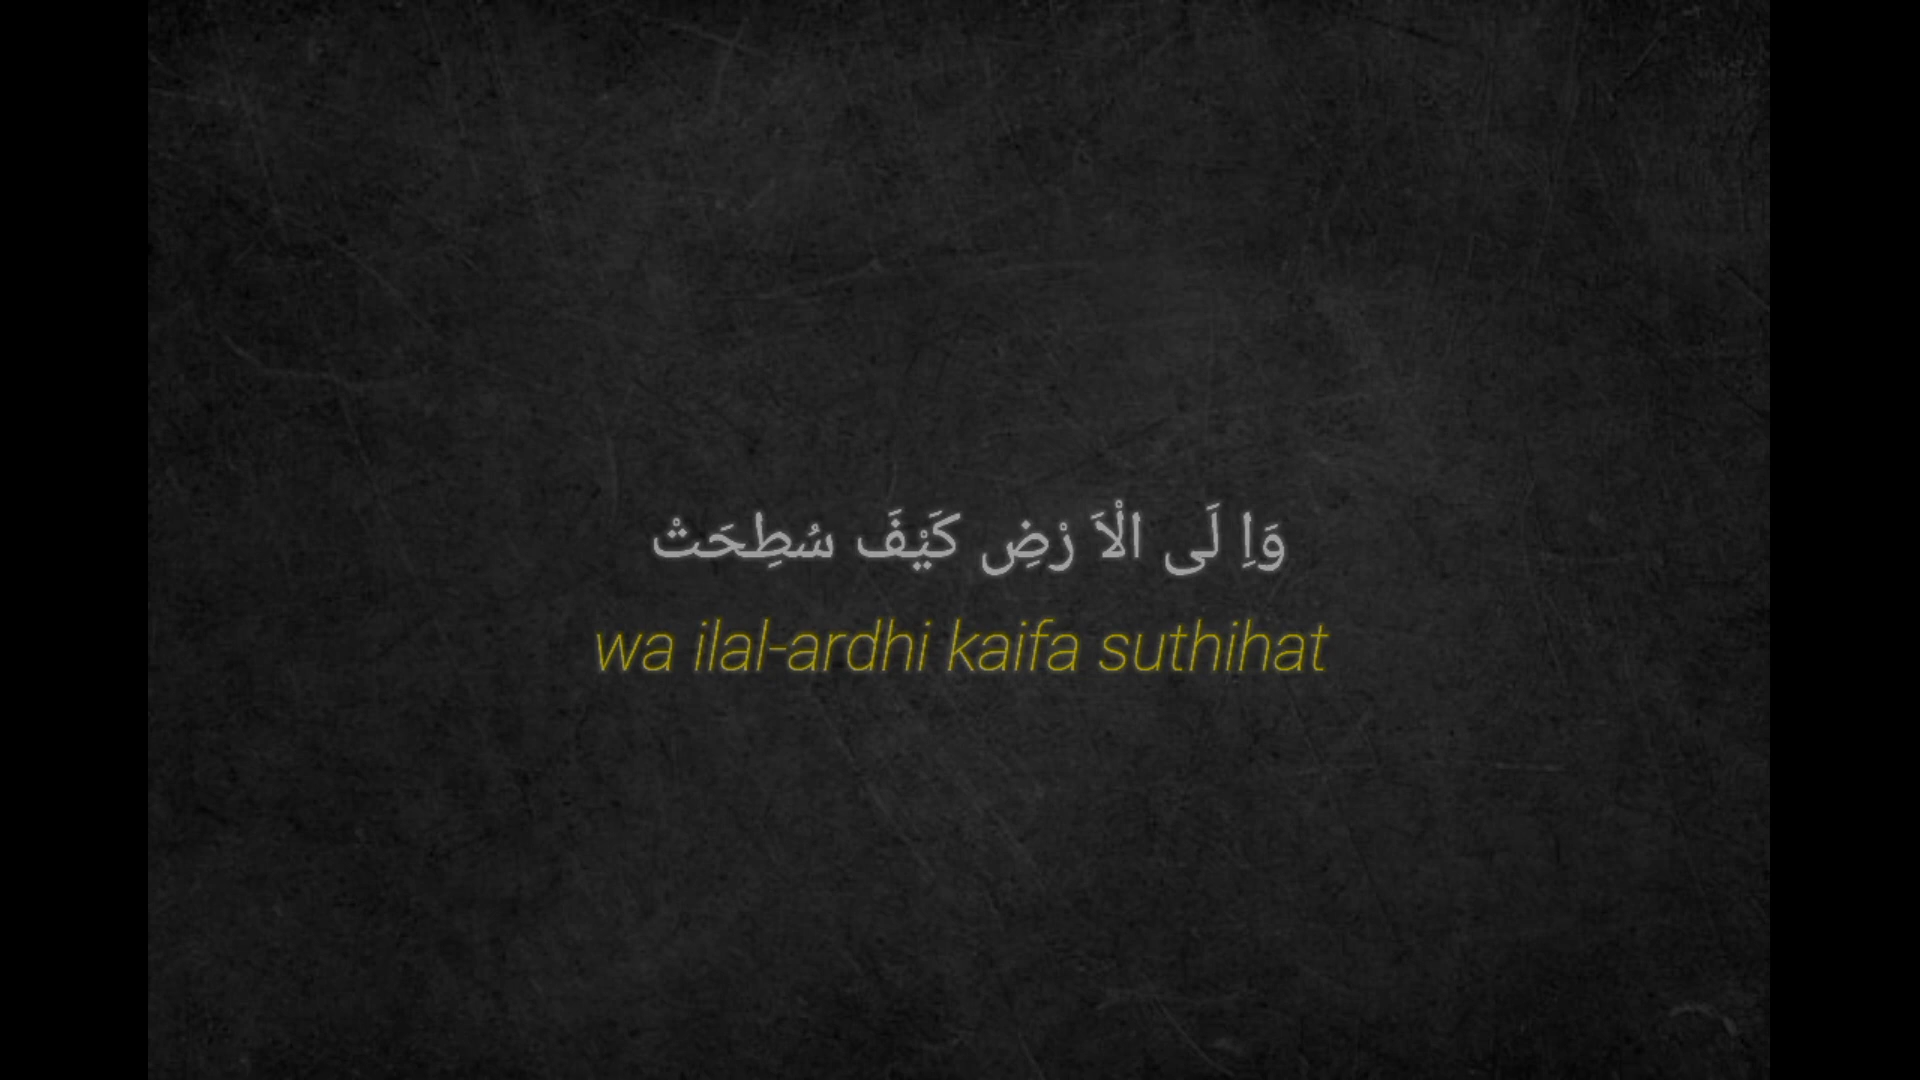 وَاِ لَى الْاَ رْضِ كَيْفَ سُطِحَتْ
wa ilal-ardhi kaifa suthihat